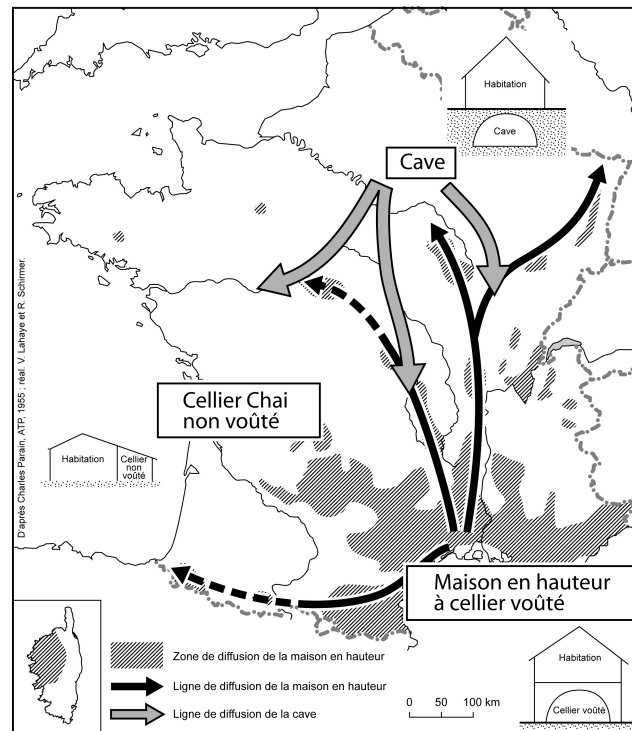 Habitation
Cave
Cave
Cellier Chai
non voûté
Habitation
Cellier
non
voûté
D'après Charles Parain, ATP, 1955 ; réal. V. Lahaye et R. Schirmer.
Maison en hauteur
à cellier voûté
Zone de diffusion de la maison en hauteur
Ligne de diffusion de la maison en hauteur
Ligne de diffusion de la cave
0 50 100 km
Habitation
Cellier voûté